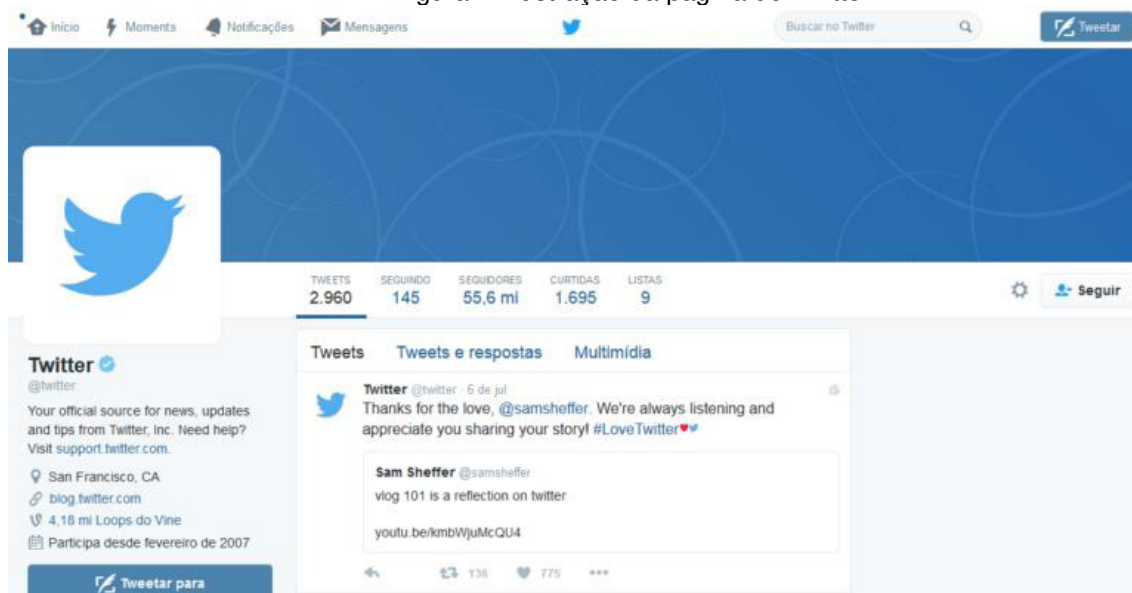 Início Moments Notificações Mensagens Buscar no Twitter Tweetar
TWEETS SEGUINDO SEGUIDORES CURTIDAS LISTAS
2.960 145 55,6 mi 1.695 9
Seguir
Twitter
@twitter
Your official source for news, updates
and tips from Twitter, Inc. Need help?
Visit support.twitter.com.
San Francisco, CA
blog.twitter.com
4,18 mi Loops do Vine
Participa desde fevereiro de 2007
Tweetar para
Tweets Tweets e respostas Multimídia
Twitter @twitter · 6 de jul
Thanks for the love, @samsheffer. We're always listening and
appreciate you sharing your story! #LoveTwitter
Sam Sheffer @samsheffer
vlog 101 is a reflection on twitter
youtu.be/kmbWjuMcQU4
136 775